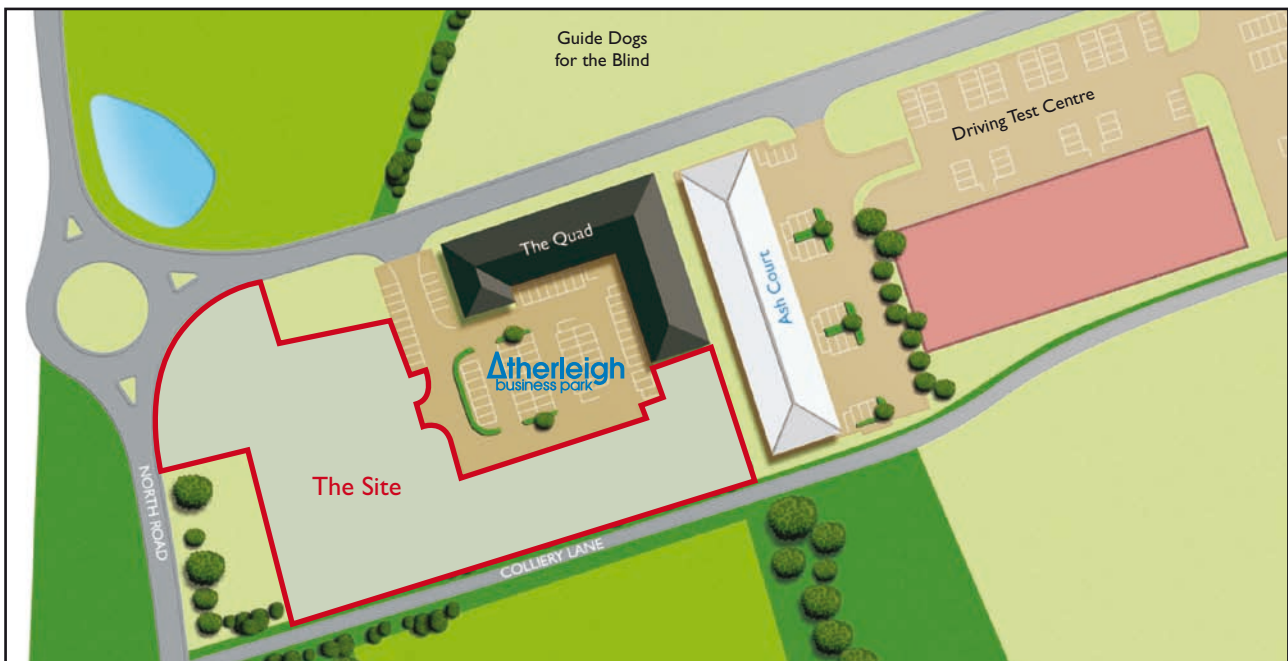 Guide Dogs
for the Blind
Driving Test Centre
The Quad
Ash Court
Atherleigh
business park
The Site
NORTH ROAD
COLLIERY LANE